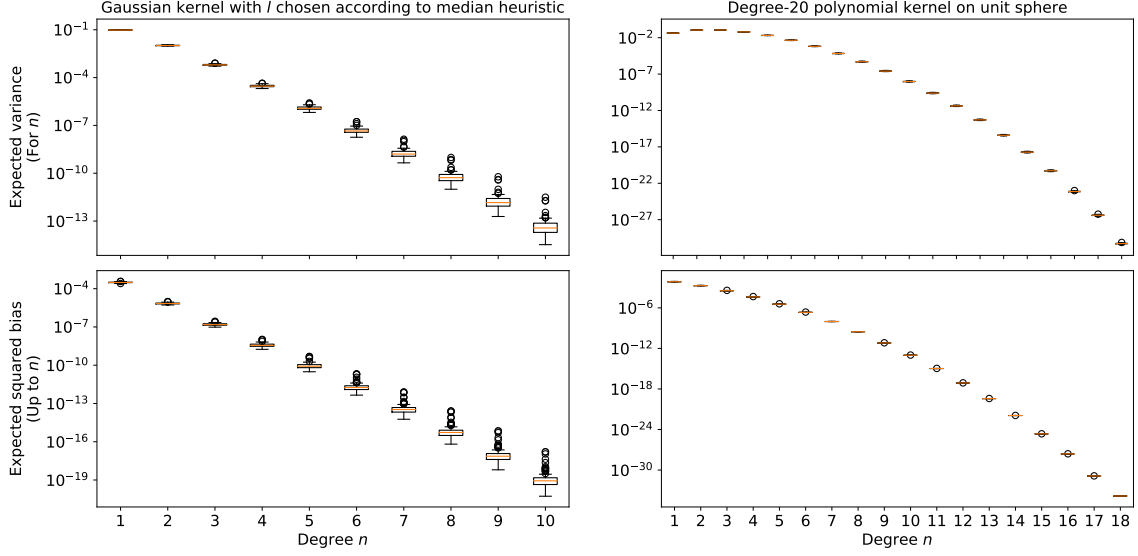 Gaussian kernel with l chosen according to median heuristic
Degree-20 polynomial kernel on unit sphere
Expected variance
(For n)
10⁻¹
10⁻⁴
10⁻⁷
10⁻¹⁰
10⁻¹³
10⁻²
10⁻⁷
10⁻¹²
10⁻¹⁷
10⁻²²
10⁻²⁷
Expected squared bias
(Up to n)
10⁻⁴
10⁻⁷
10⁻¹⁰
10⁻¹³
10⁻¹⁶
10⁻¹⁹
10⁻⁶
10⁻¹²
10⁻¹⁸
10⁻²⁴
10⁻³⁰
1 2 3 4 5 6 7 8 9 10
Degree n
1 2 3 4 5 6 7 8 9 10 11 12 13 14 15 16 17 18
Degree n